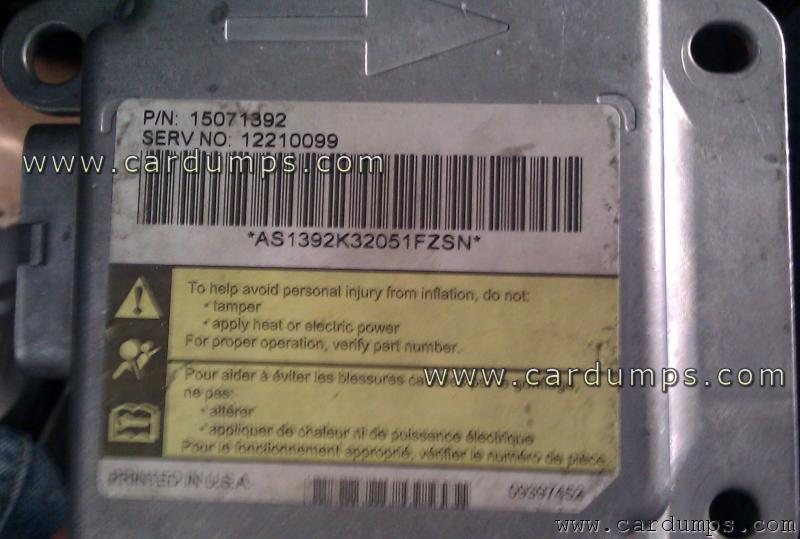 P/N: 15071392
SERV NO: 12210099
www.cardumps.com
*AS1392K32051FZSN*
To help avoid personal injury from inflation, do not:
• tamper
• apply heat or electric power
For proper operation, verify part number.
Pour aider à éviter les blessures
www.cardumps.com
ne pas:
• altérer
• appliquer de chaleur ni de puissance électrique
Pour le fonctionnement approprié, vérifier le numéro de pièce.
PRINTED IN U.S.A.
09397452
www.cardumps.com